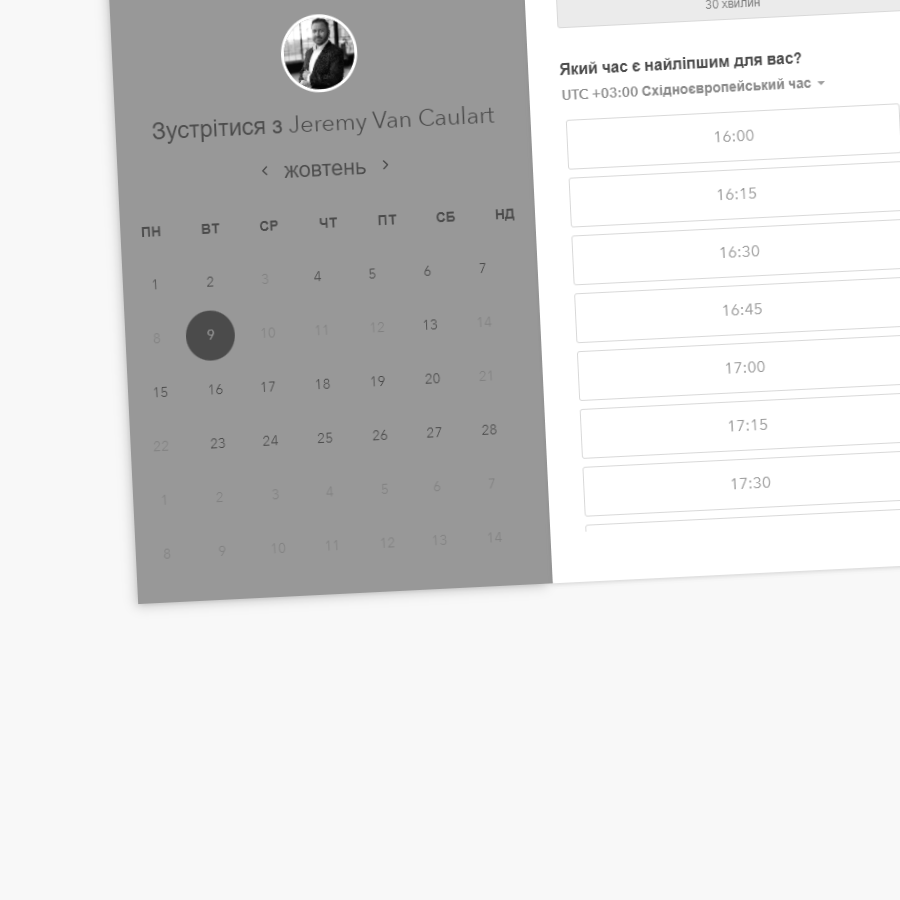 Зустрітися з Jeremy Van Caulart
‹ жовтень ›
ПН ВТ СР ЧТ ПТ СБ НД
1 2 3 4 5 6 7
8 9 10 11 12 13 14
15 16 17 18 19 20 21
22 23 24 25 26 27 28
1 2 3 4 5 6 7
8 9 10 11 12 13 14
30 хвилин
Який час є найліпшим для вас?
UTC +03:00 Східноєвропейський час
16:00
16:15
16:30
16:45
17:00
17:15
17:30